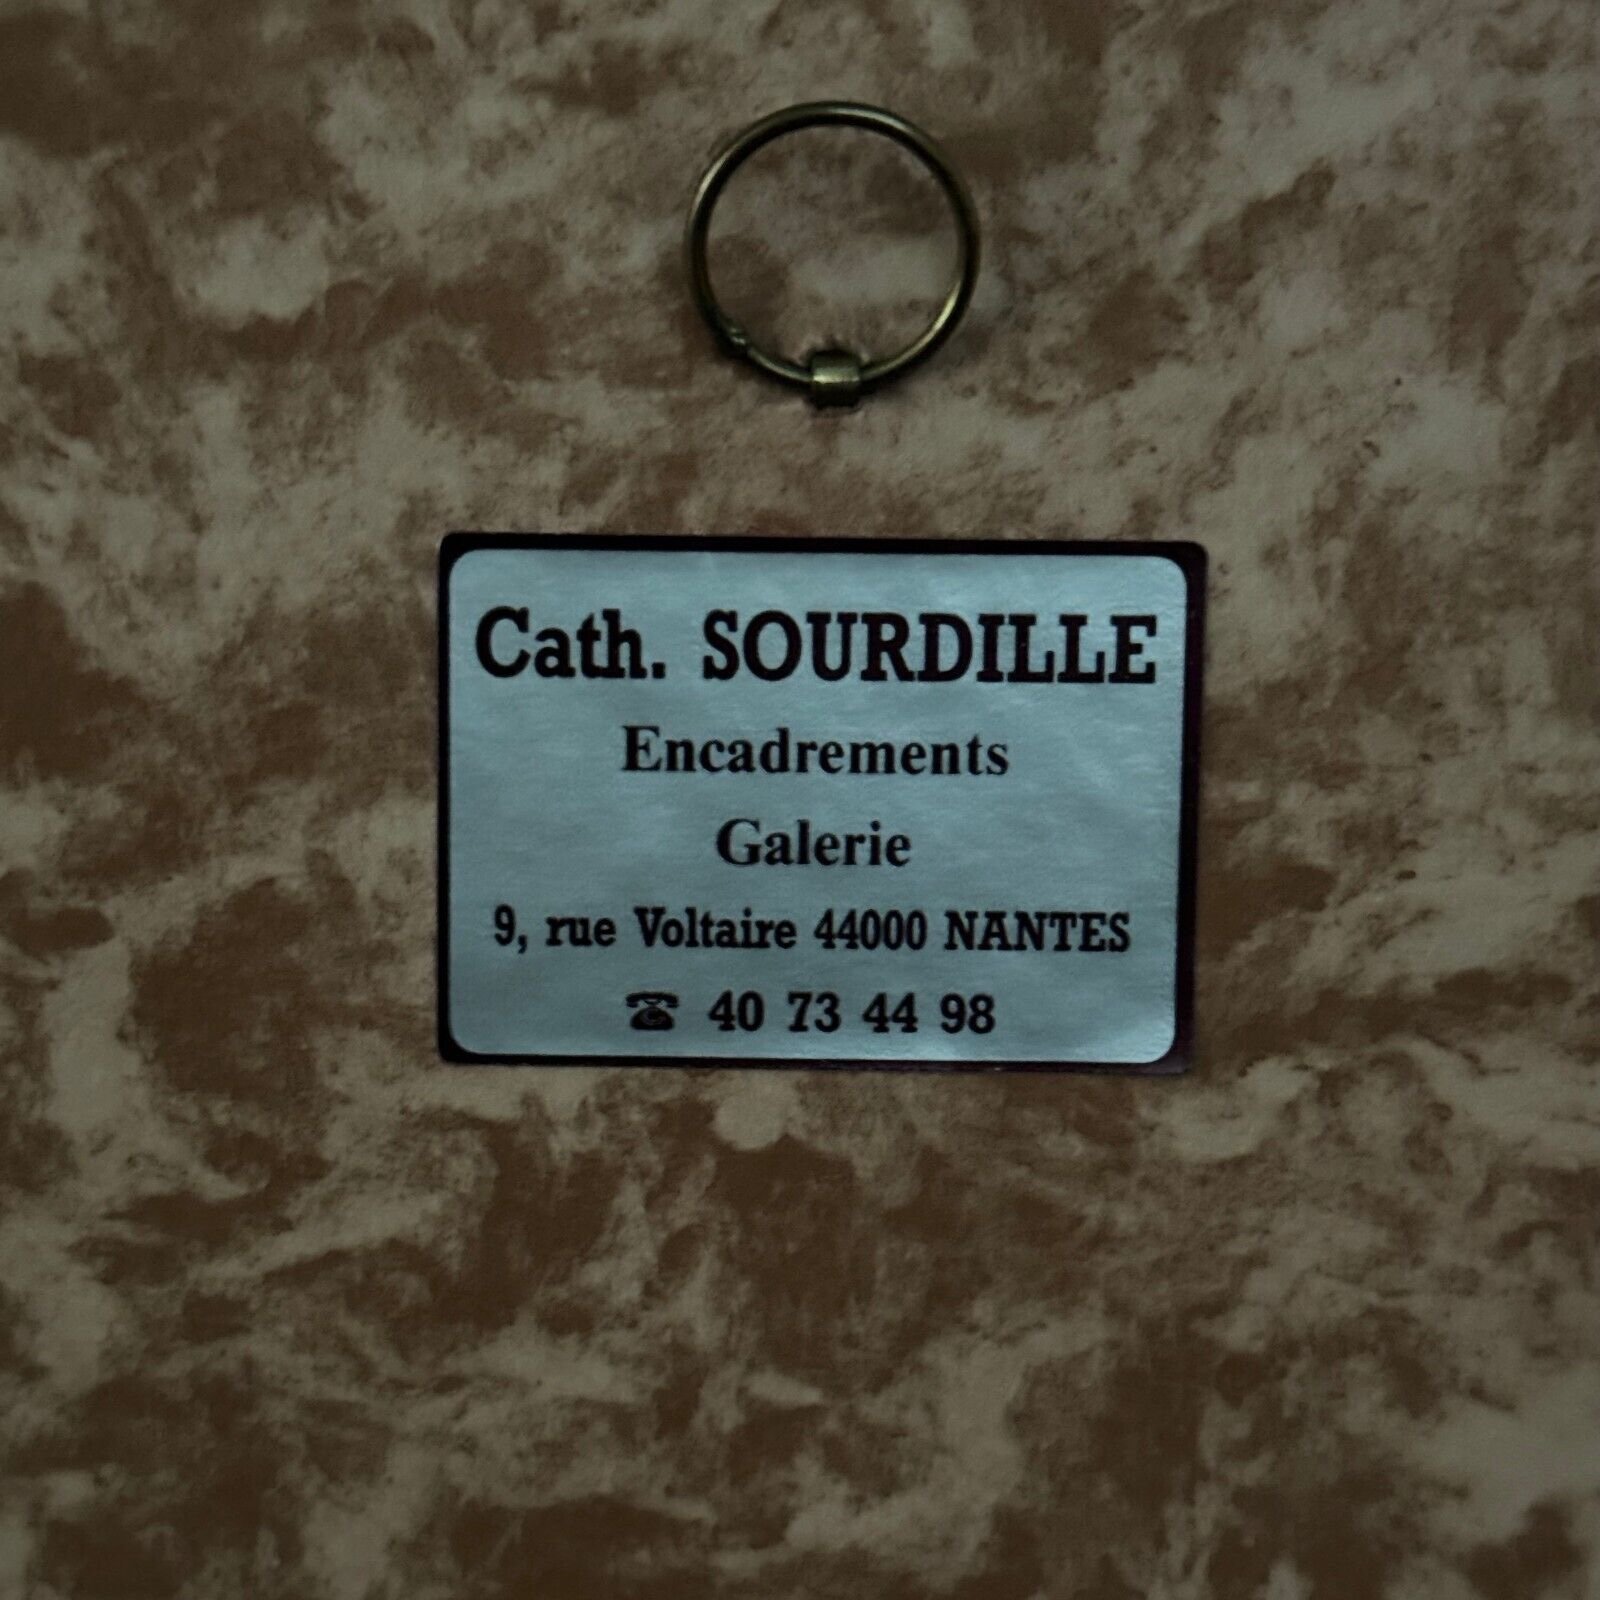 Cath. SOURDILLE
Encadrements
Galerie
9, rue Voltaire 44000 NANTES
☎ 40 73 44 98